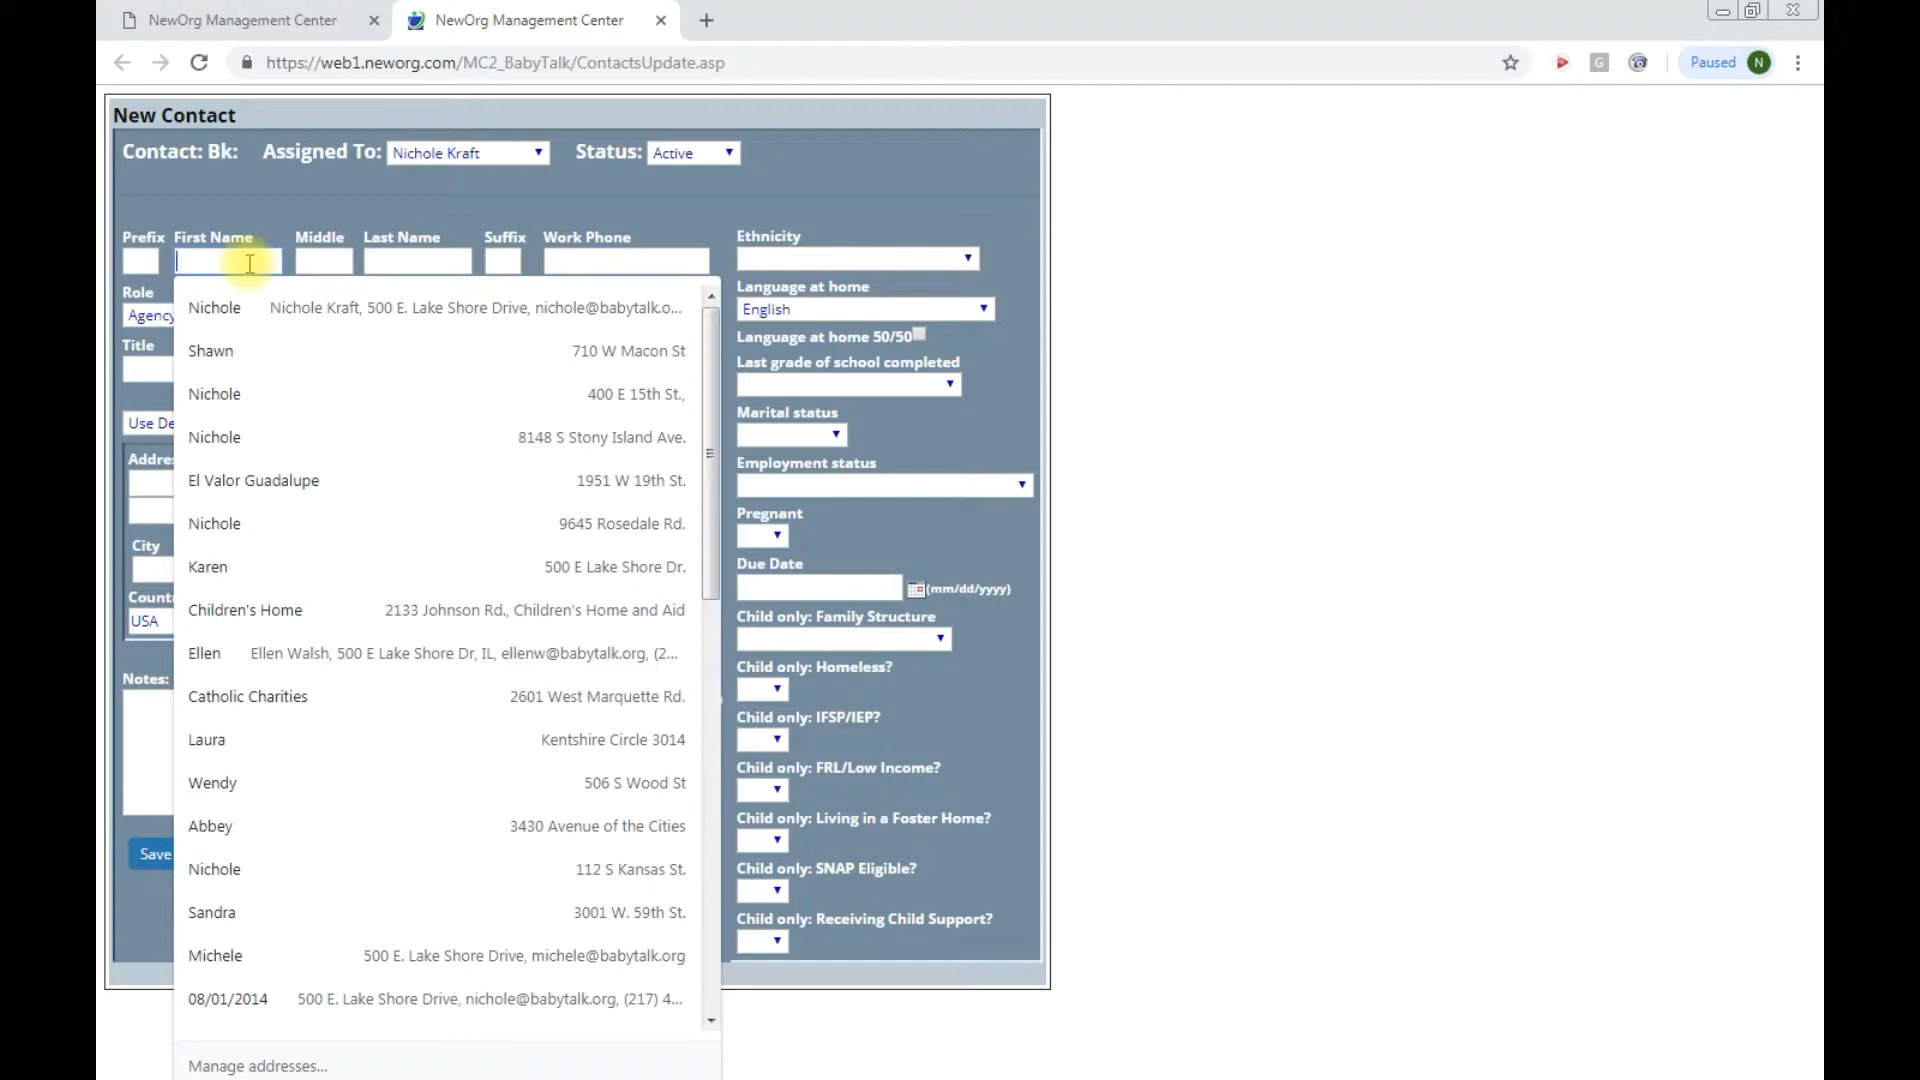 NewOrg Management Center
NewOrg Management Center
https://web1.neworg.com/MC2_BabyTalk/ContactsUpdate.asp
G
Paused N
New Contact
Contact: Bk: Assigned To: Nichole Kraft Status: Active
Prefix First Name Middle Last Name Suffix Work Phone
Role
Agency
Title
Use De
Addre
City
Count
USA
Notes:
Save
Nichole Nichole Kraft, 500 E. Lake Shore Drive, nichole@babytalk.o...
Shawn 710 W Macon St
Nichole 400 E 15th St.,
Nichole 8148 S Stony Island Ave.
El Valor Guadalupe 1951 W 19th St.
Nichole 9645 Rosedale Rd.
Karen 500 E Lake Shore Dr.
Children's Home 2133 Johnson Rd., Children's Home and Aid
Ellen Ellen Walsh, 500 E Lake Shore Dr, IL, ellenw@babytalk.org, (2...
Catholic Charities 2601 West Marquette Rd.
Laura Kentshire Circle 3014
Wendy 506 S Wood St
Abbey 3430 Avenue of the Cities
Nichole 112 S Kansas St.
Sandra 3001 W. 59th St.
Michele 500 E. Lake Shore Drive, michele@babytalk.org
08/01/2014 500 E. Lake Shore Drive, nichole@babytalk.org, (217) 4...
Manage addresses...
Ethnicity
Language at home
English
Language at home 50/50
Last grade of school completed
Marital status
Employment status
Pregnant
Due Date
(mm/dd/yyyy)
Child only: Family Structure
Child only: Homeless?
Child only: IFSP/IEP?
Child only: FRL/Low Income?
Child only: Living in a Foster Home?
Child only: SNAP Eligible?
Child only: Receiving Child Support?